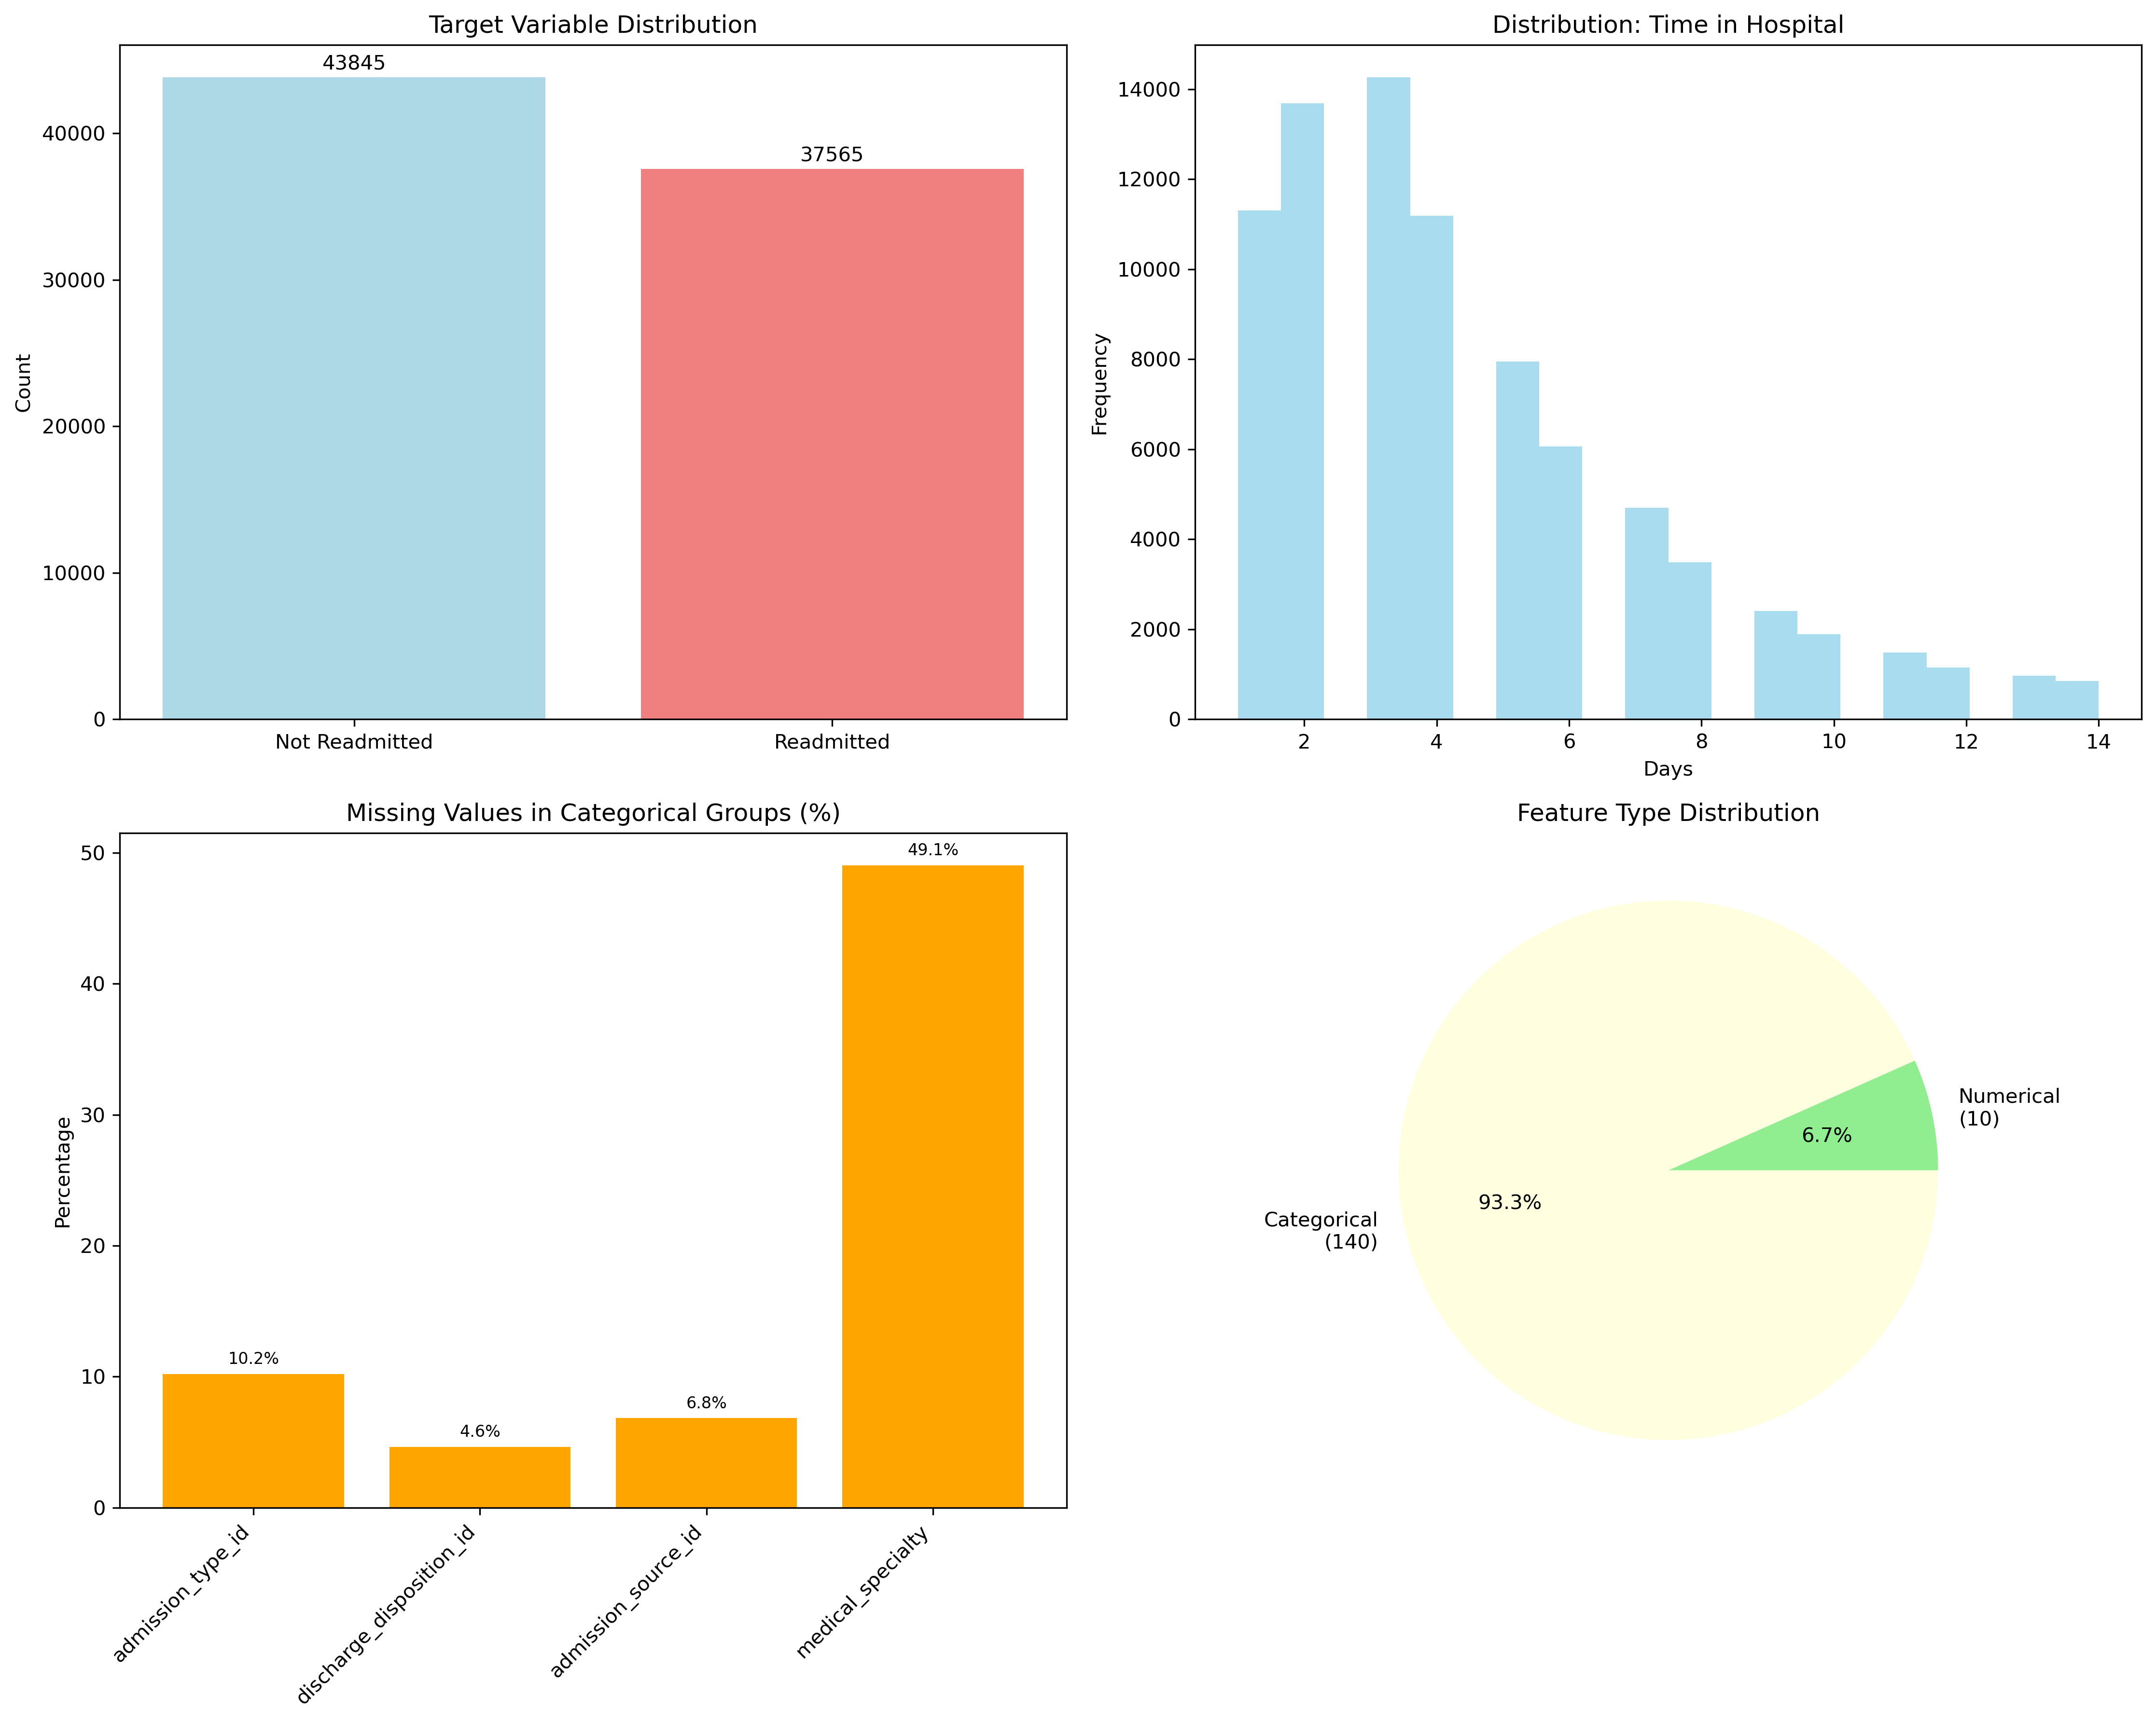 Target Variable Distribution
43845
37565
40000
30000
20000
10000
0
Count
Not Readmitted
Readmitted
Distribution: Time in Hospital
14000
12000
10000
8000
6000
4000
2000
0
Frequency
2
4
6
8
10
12
14
Days
Missing Values in Categorical Groups (%)
49.1%
10.2%
4.6%
6.8%
50
40
30
20
10
0
Percentage
admission_type_id
discharge_disposition_id
admission_source_id
medical_specialty
Feature Type Distribution
Numerical
(10)
6.7%
93.3%
Categorical
(140)